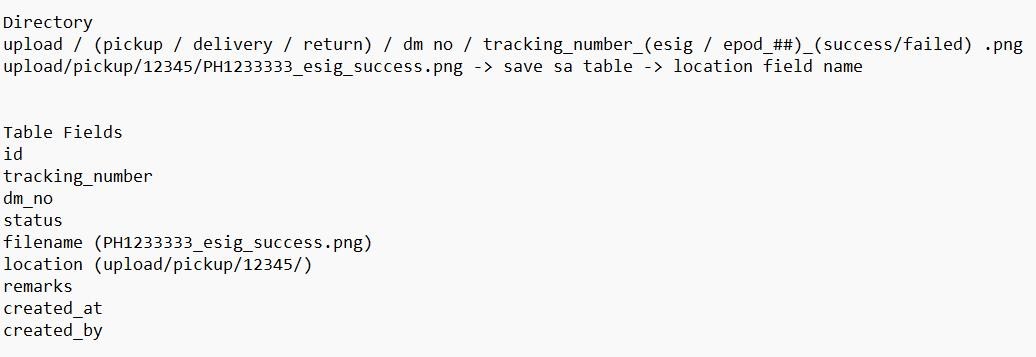 Directory
upload / (pickup / delivery / return) / dm no / tracking_number_(esig / epod_##)_(success/failed) .png
upload/pickup/12345/PH1233333_esig_success.png -> save sa table -> location field name
Table Fields
id
tracking_number
dm_no
status
filename (PH1233333_esig_success.png)
location (upload/pickup/12345/)
remarks
created_at
created_by